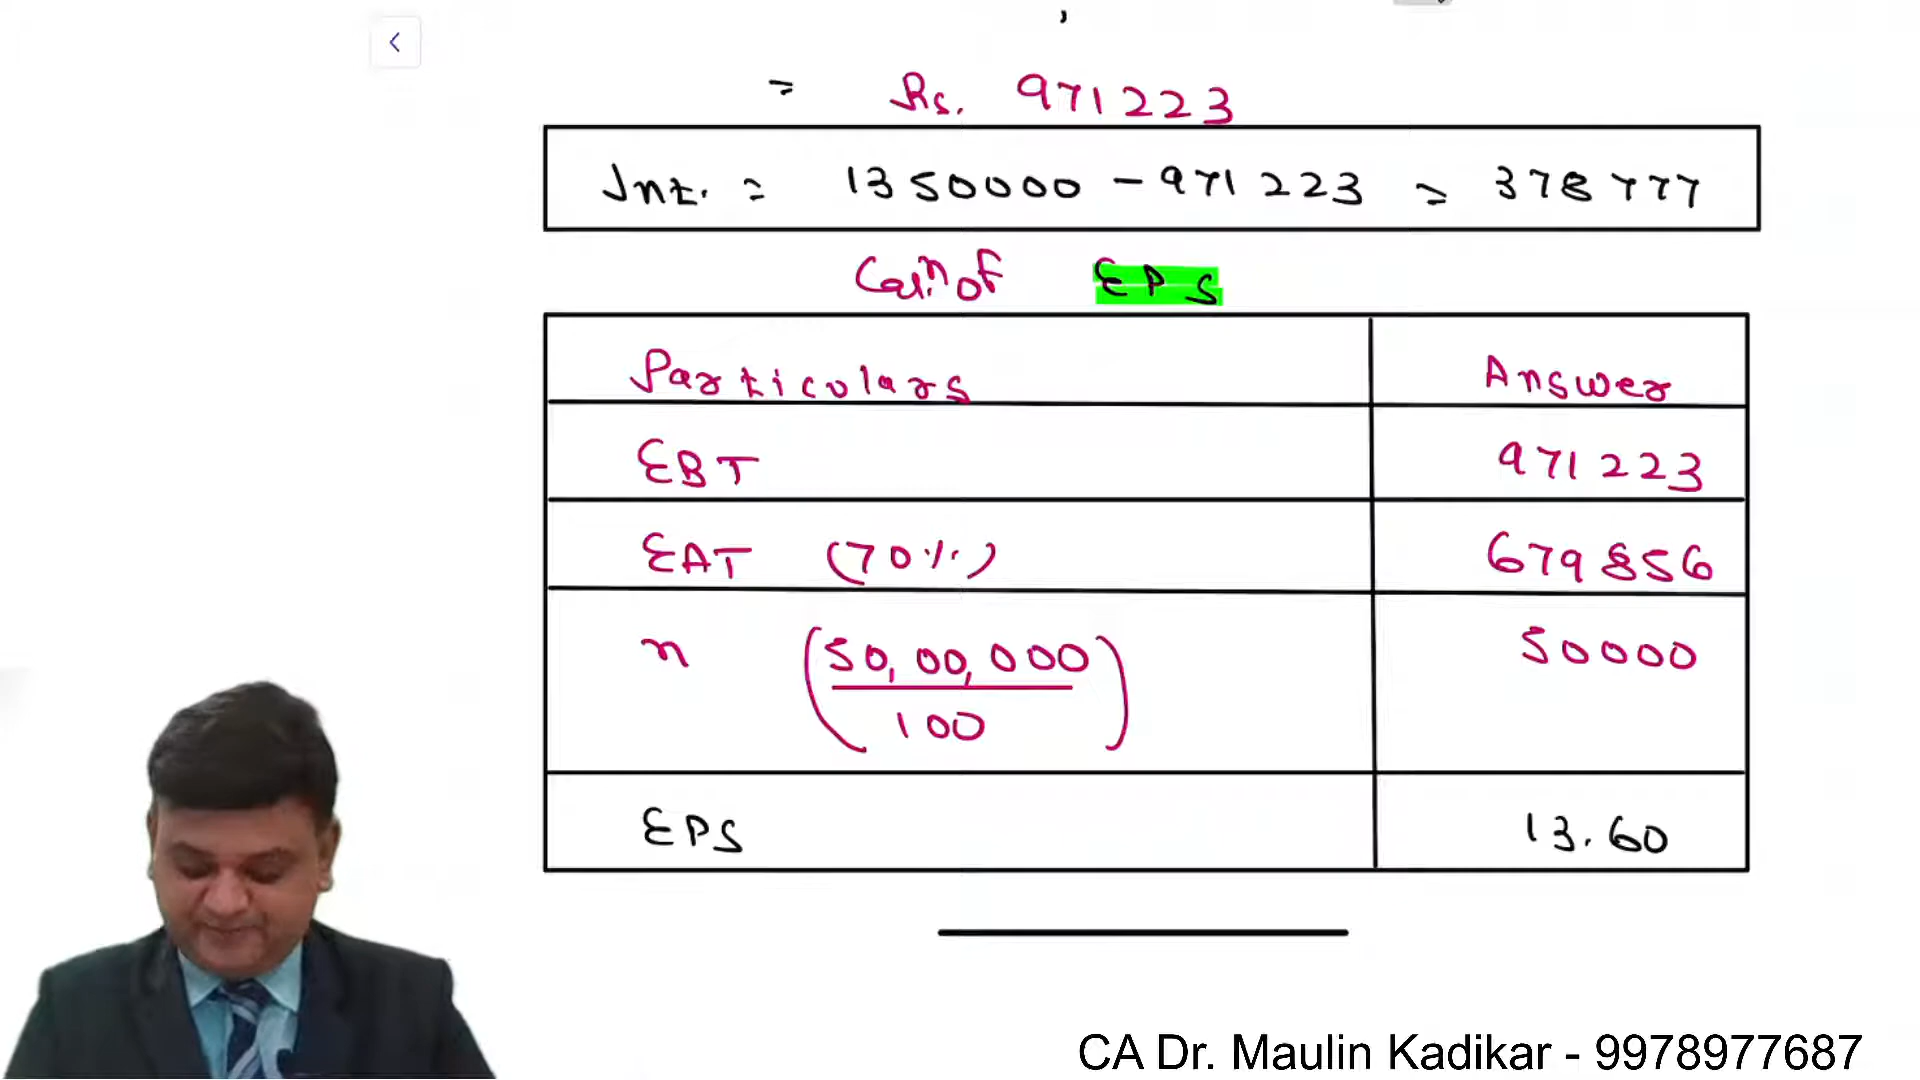 = Rs. 971223
Int. = 1350000 - 971223 = 378777
Caln. of EPS
Particulars Answer
EBT 971223
EAT (70%) 679856
n (50,00,000 / 100) 50000
EPS 13.60
CA Dr. Maulin Kadikar - 9978977687